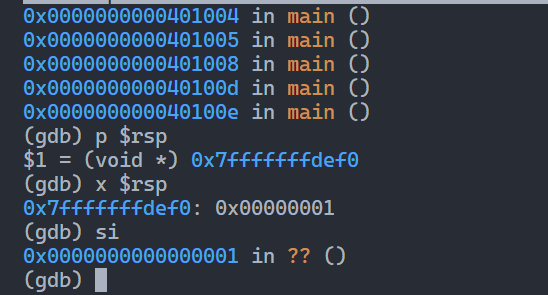 0x0000000000401004 in main ()
0x0000000000401005 in main ()
0x0000000000401008 in main ()
0x000000000040100d in main ()
0x000000000040100e in main ()
(gdb) p $rsp
$1 = (void *) 0x7fffffffdef0
(gdb) x $rsp
0x7fffffffdef0: 0x00000001
(gdb) si
0x0000000000000001 in ?? ()
(gdb)